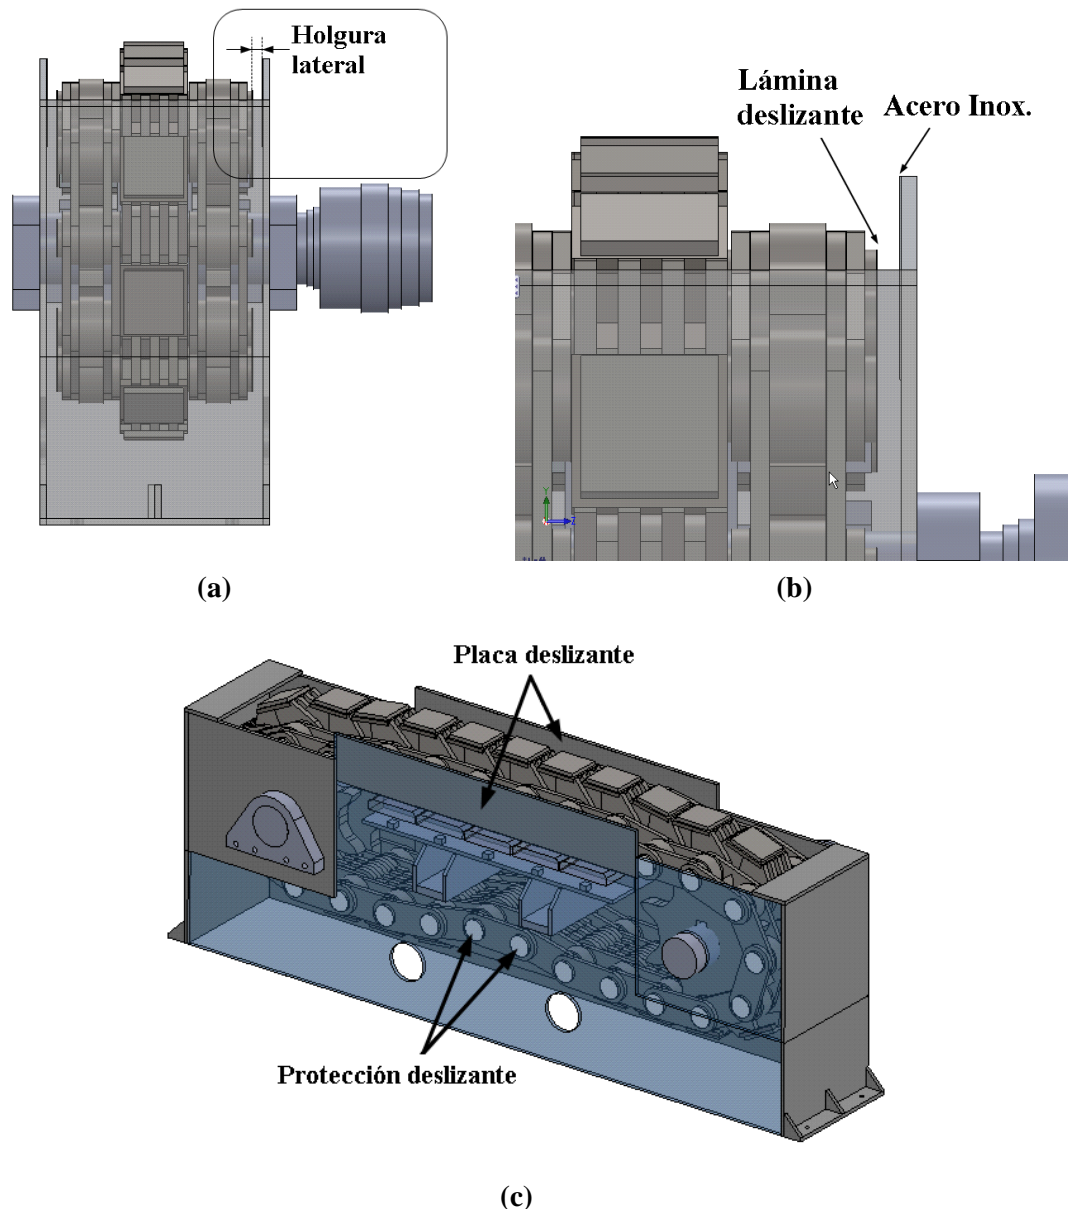 Holgura
lateral
Lámina
deslizante
Acero Inox.
Y
Z
(a)
(b)
Placa deslizante
Protección deslizante
(c)